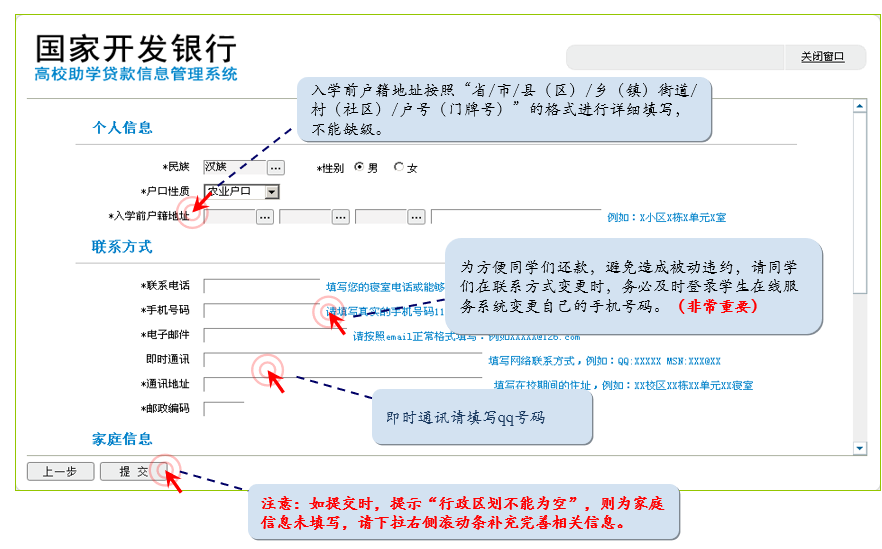 国家开发银行
高校助学贷款信息管理系统
关闭窗口
入学前户籍地址按照“省/市/县（区）/乡（镇）街道/
村（社区）/户号（门牌号）”的格式进行详细填写，
不能缺级。
个人信息
*民族 汉族 ... *性别 男 女
*户口性质 农业户口
*入学前户籍地址 ... ... ... 例如：X小区X栋X单元X室
联系方式
为方便同学们还款，避免造成被动违约，请同学
们在联系方式变更时，务必及时登录学生在线服
务系统变更自己的手机号码。（非常重要）
*联系电话 填写您的寝室电话或能够
*手机号码 请填写真实的手机号码11
*电子邮件 请按照email正常格式填写：例如XXXXX@126.com
即时通讯 填写网络联系方式，例如：QQ:XXXXX MSN:XXX@XX
*通讯地址 填写在校期间的住址，例如：XX校区XX栋XX单元XX寝室
*邮政编码
即时通讯请填写qq号码
家庭信息
上一步 提 交
注意：如提交时，提示“行政区划不能为空”，则为家庭
信息未填写，请下拉右侧滚动条补充完善相关信息。